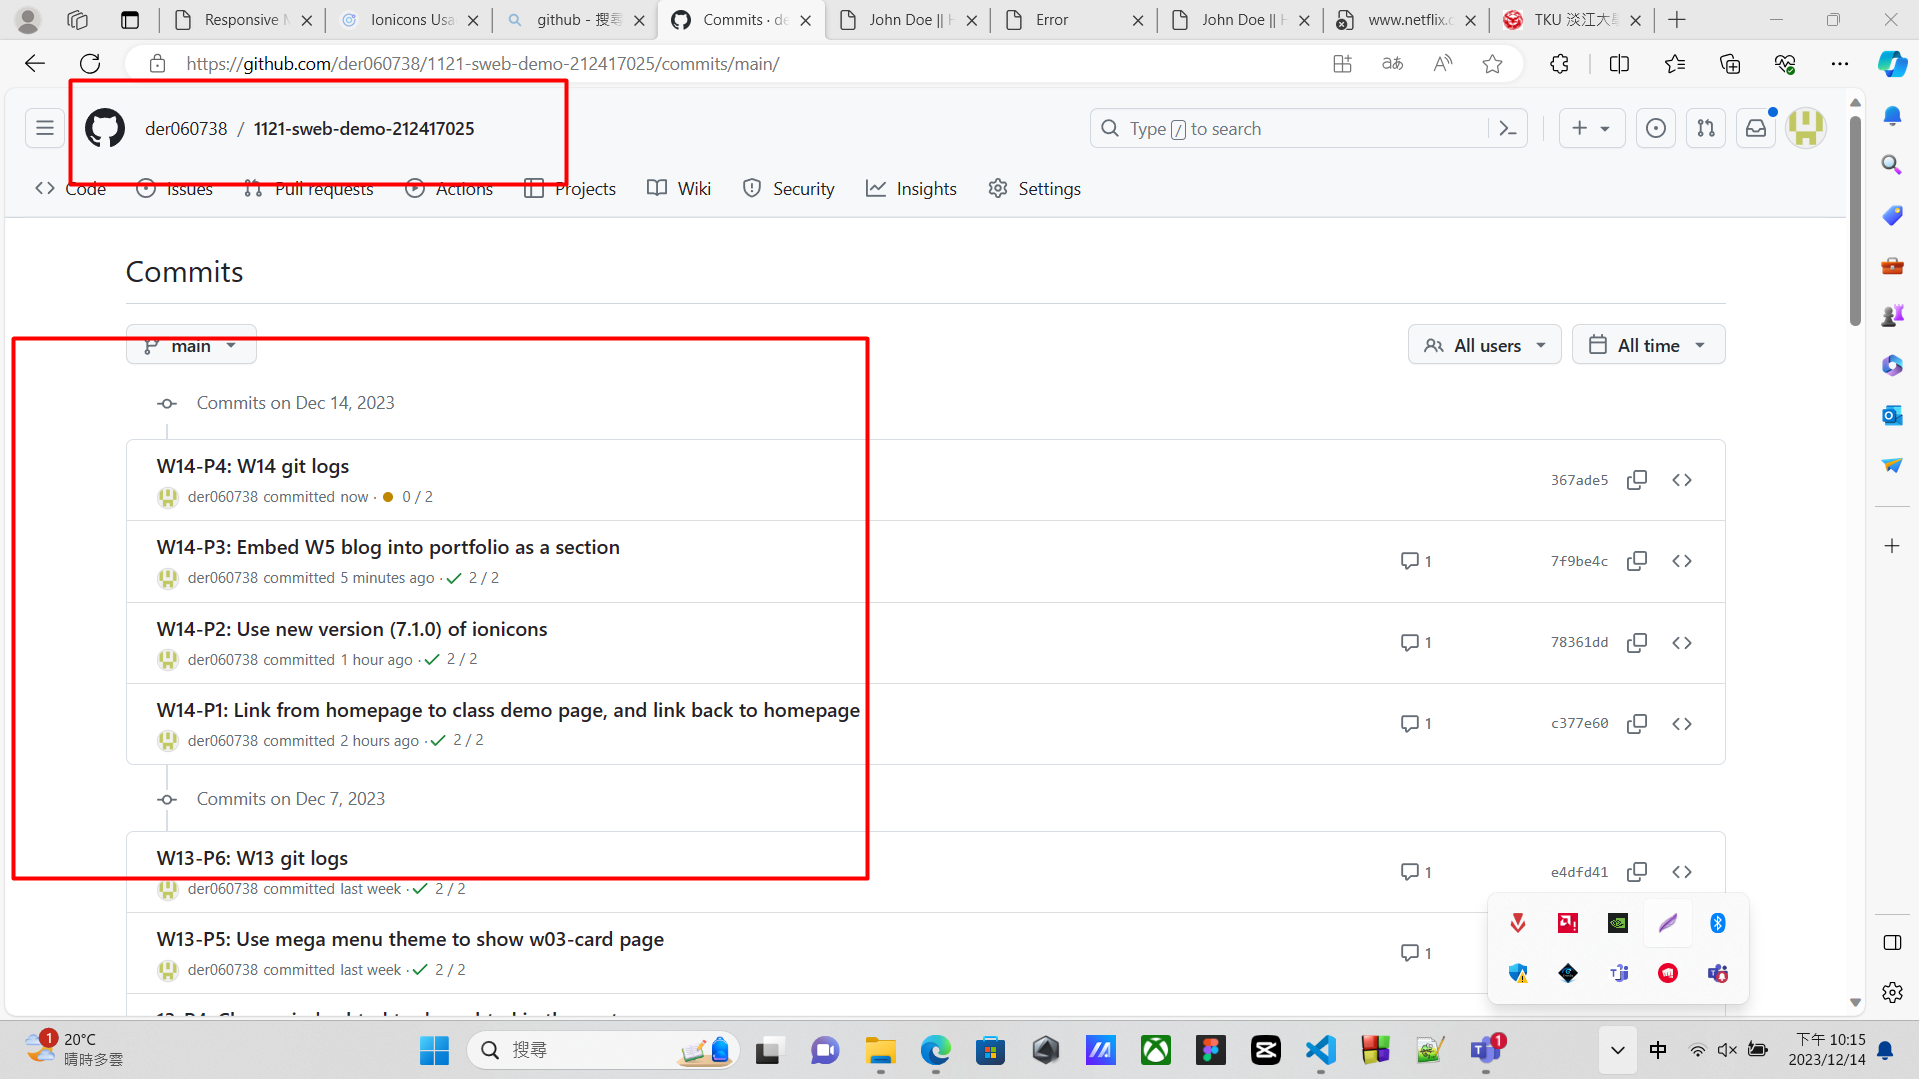 Responsive M
Ionicons Usa
github - 搜尋
Commits · de
John Doe || H
Error
John Doe || H
www.netflix.c
TKU 淡江大學
https://github.com/der060738/1121-sweb-demo-212417025/commits/main/
der060738 / 1121-sweb-demo-212417025
Type / to search
Code
Issues
Pull requests
Actions
Projects
Wiki
Security
Insights
Settings
Commits
main
All users
All time
Commits on Dec 14, 2023
W14-P4: W14 git logs
der060738 committed now · 0 / 2
367ade5
W14-P3: Embed W5 blog into portfolio as a section
der060738 committed 5 minutes ago · 2 / 2
1
7f9be4c
W14-P2: Use new version (7.1.0) of ionicons
der060738 committed 1 hour ago · 2 / 2
1
78361dd
W14-P1: Link from homepage to class demo page, and link back to homepage
der060738 committed 2 hours ago · 2 / 2
1
c377e60
Commits on Dec 7, 2023
W13-P6: W13 git logs
der060738 committed last week · 2 / 2
1
e4dfd41
W13-P5: Use mega menu theme to show w03-card page
der060738 committed last week · 2 / 2
1
1
20°C
晴時多雲
搜尋
1
中
下午 10:15
2023/12/14